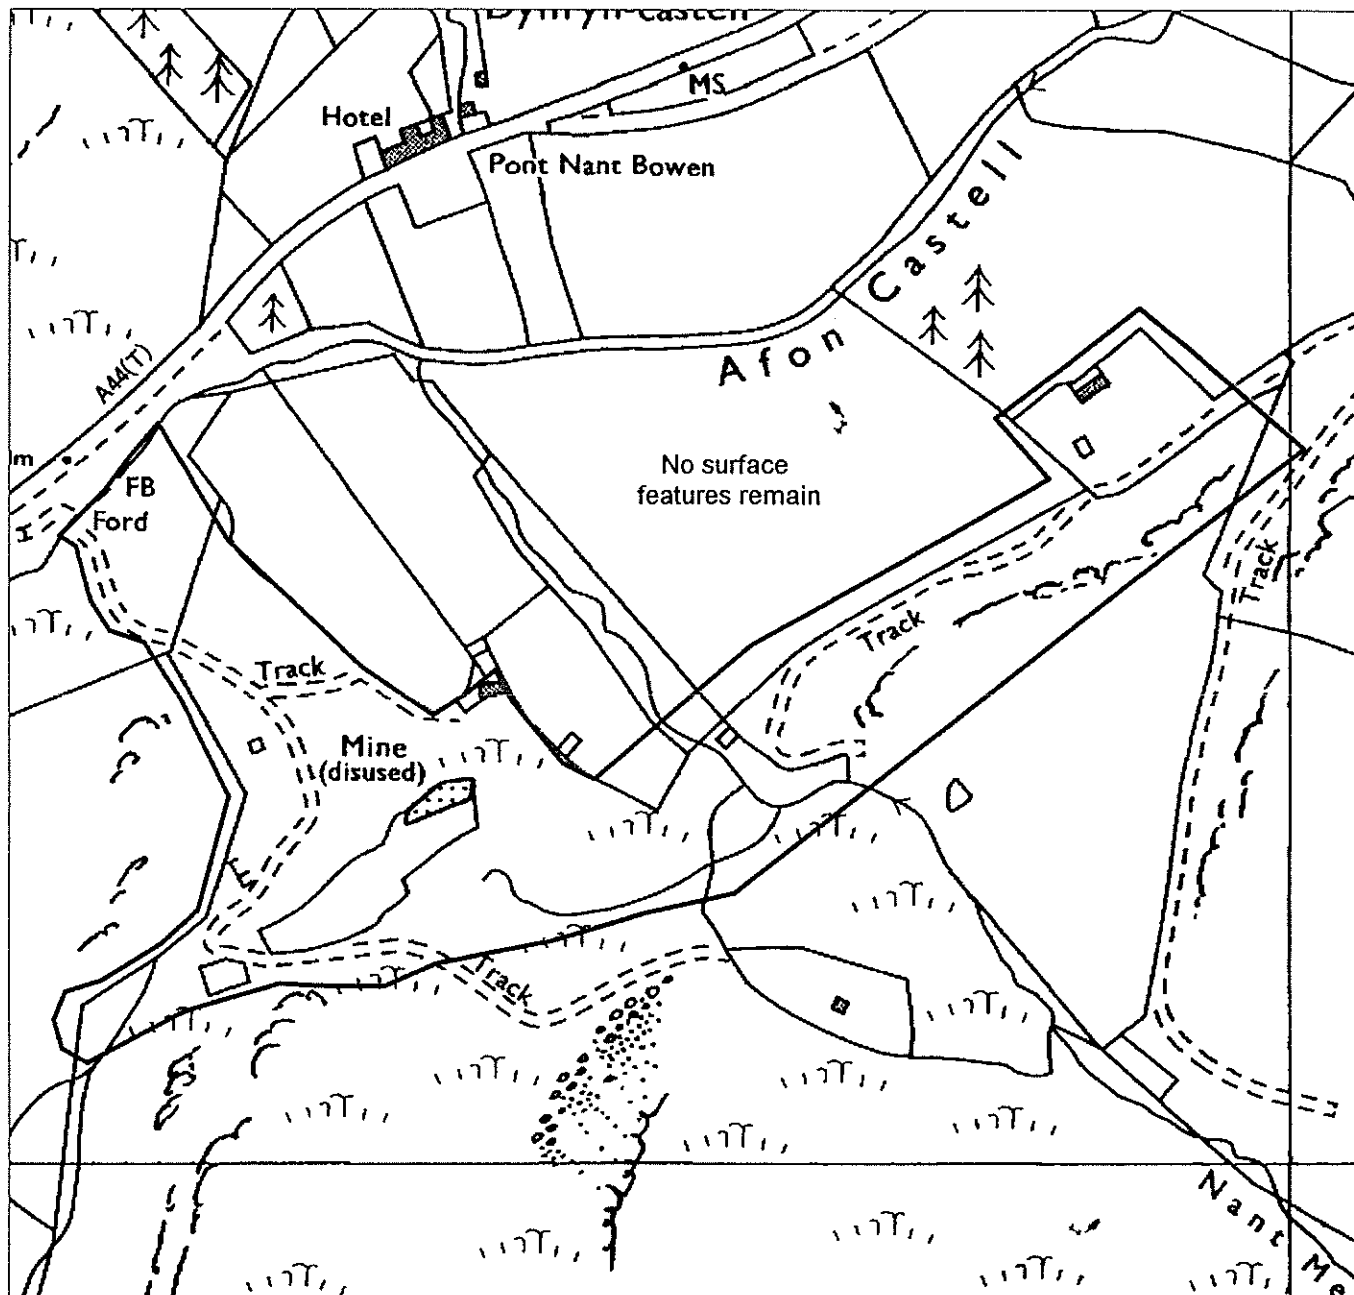 MS
Hotel
Pont Nant Bowen
Afon Castell
A44(T)
No surface
features remain
FB
Ford
Track
Track
Track
Mine
(disused)
Track
Nant